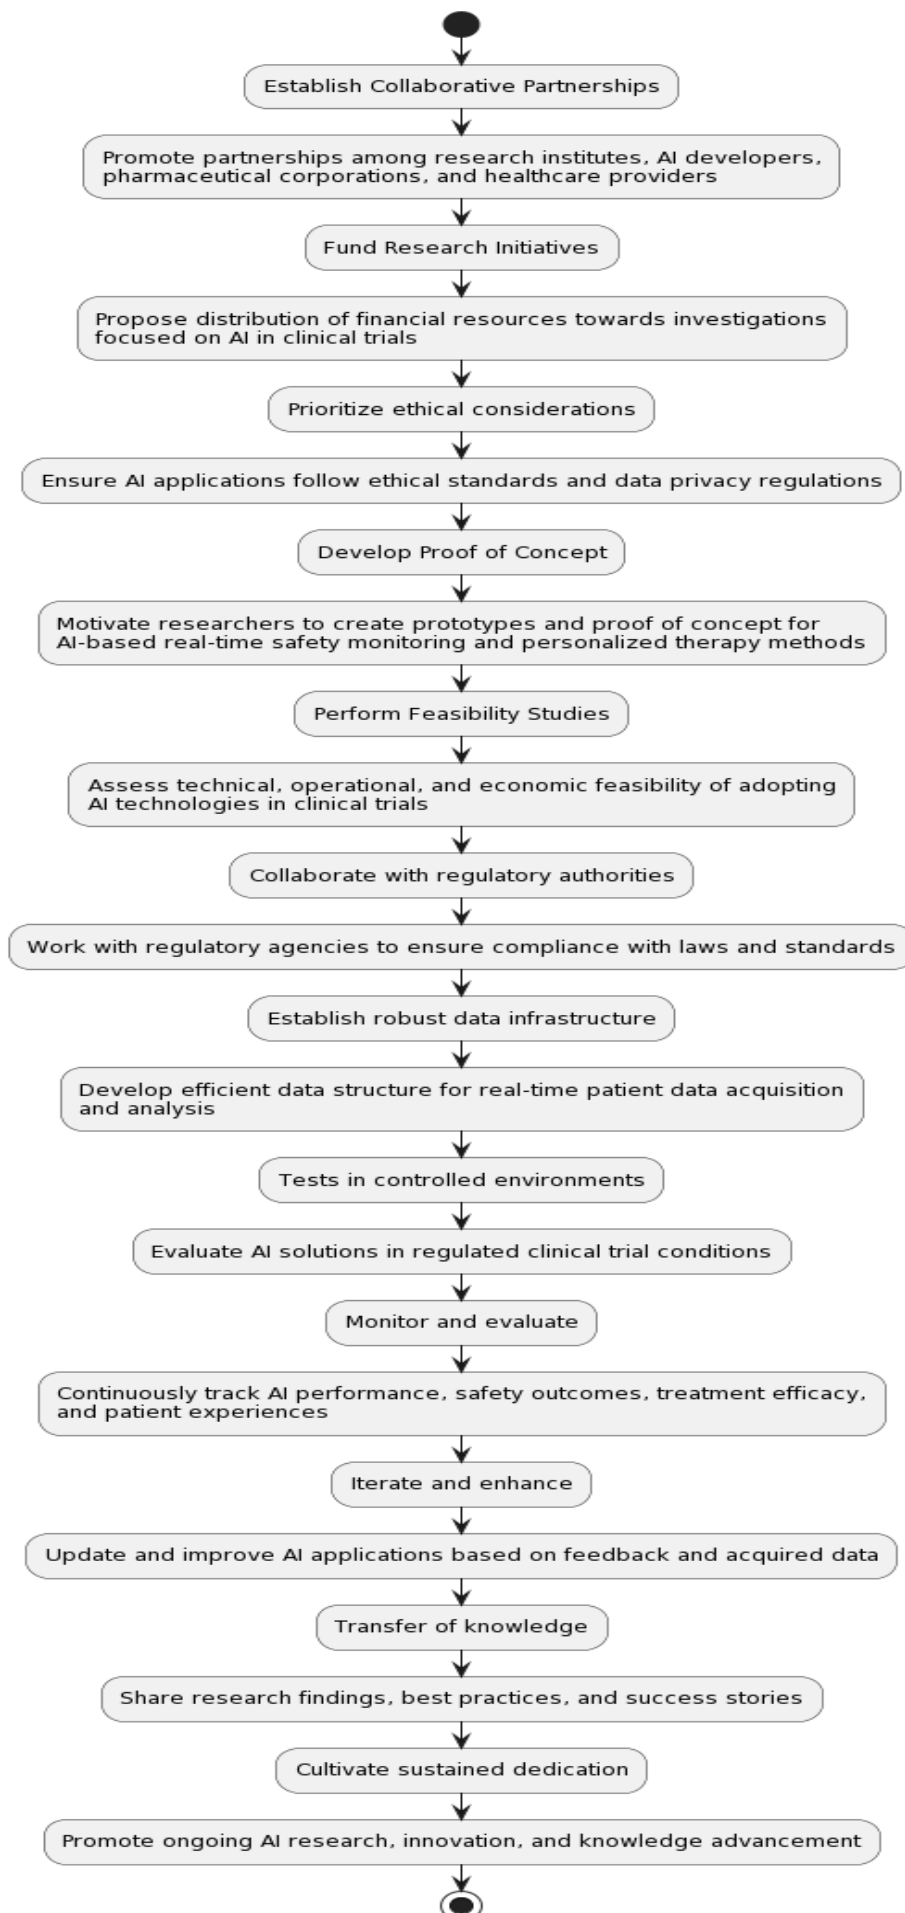 Establish Collaborative Partnerships
Promote partnerships among research institutes, AI developers,
pharmaceutical corporations, and healthcare providers
Fund Research Initiatives
Propose distribution of financial resources towards investigations
focused on AI in clinical trials
Prioritize ethical considerations
Ensure AI applications follow ethical standards and data privacy regulations
Develop Proof of Concept
Motivate researchers to create prototypes and proof of concept for
AI-based real-time safety monitoring and personalized therapy methods
Perform Feasibility Studies
Assess technical, operational, and economic feasibility of adopting
AI technologies in clinical trials
Collaborate with regulatory authorities
Work with regulatory agencies to ensure compliance with laws and standards
Establish robust data infrastructure
Develop efficient data structure for real-time patient data acquisition
and analysis
Tests in controlled environments
Evaluate AI solutions in regulated clinical trial conditions
Monitor and evaluate
Continuously track AI performance, safety outcomes, treatment efficacy,
and patient experiences
Iterate and enhance
Update and improve AI applications based on feedback and acquired data
Transfer of knowledge
Share research findings, best practices, and success stories
Cultivate sustained dedication
Promote ongoing AI research, innovation, and knowledge advancement